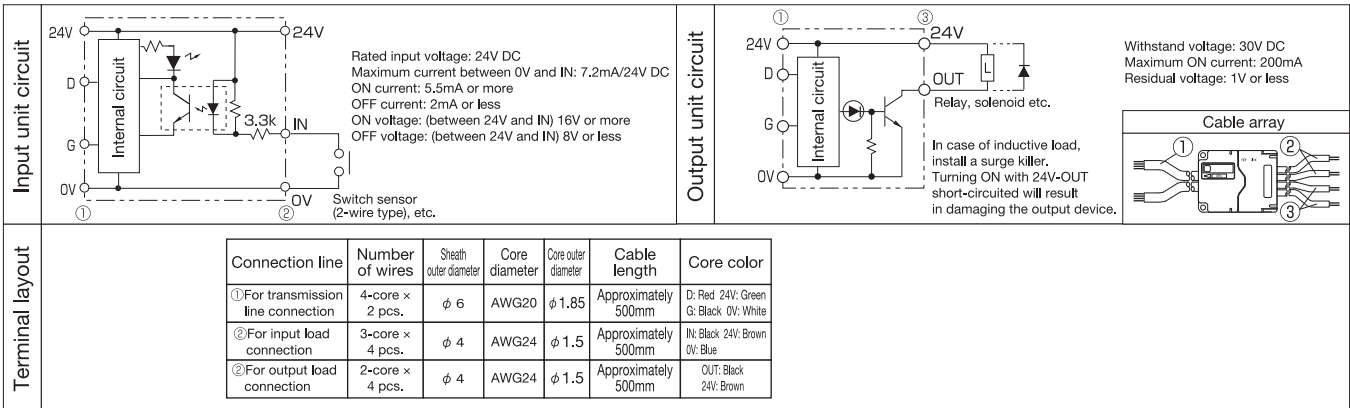 Input unit circuit
24V
D
G
0V
①
Internal circuit
3.3k
24V
IN
0V
②
Switch sensor
(2-wire type), etc.
Rated input voltage: 24V DC
Maximum current between 0V and IN: 7.2mA/24V DC
ON current: 5.5mA or more
OFF current: 2mA or less
ON voltage: (between 24V and IN) 16V or more
OFF voltage: (between 24V and IN) 8V or less
Output unit circuit
①
③
24V
D
G
0V
Internal circuit
24V
OUT
L
Relay, solenoid etc.
In case of inductive load,
install a surge killer.
Turning ON with 24V-OUT
short-circuited will result
in damaging the output device.
Withstand voltage: 30V DC
Maximum ON current: 200mA
Residual voltage: 1V or less
Cable array
①
②
③
Terminal layout
Connection line Number of wires Sheath outer diameter Core diameter Core outer diameter Cable length Core color
①For transmission line connection 4-core × 2 pcs. φ 6 AWG20 φ 1.85 Approximately 500mm D: Red 24V: Green G: Black 0V: White
②For input load connection 3-core × 4 pcs. φ 4 AWG24 φ 1.5 Approximately 500mm IN: Black 24V: Brown 0V: Blue
②For output load connection 2-core × 4 pcs. φ 4 AWG24 φ 1.5 Approximately 500mm OUT: Black 24V: Brown